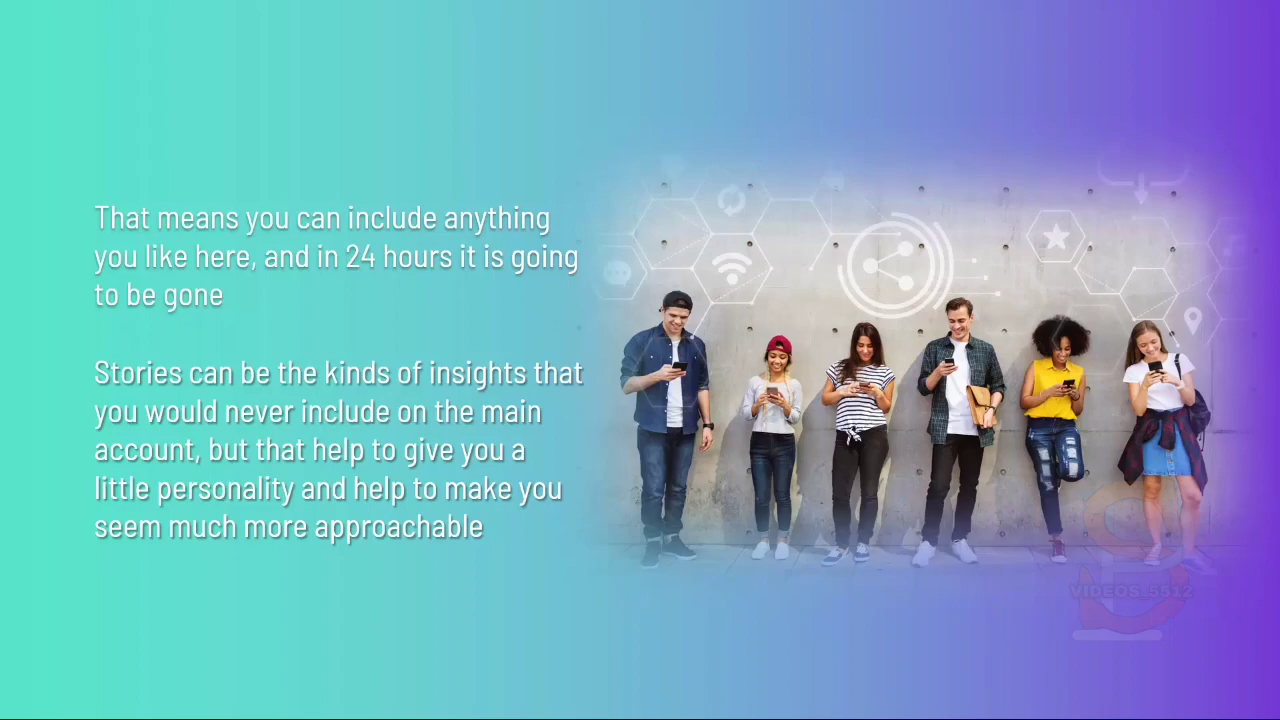 That means you can include anything
you like here, and in 24 hours it is going
to be gone
Stories can be the kinds of insights that
you would never include on the main
account, but that help to give you a
little personality and help to make you
seem much more approachable
VIDEOS_5512